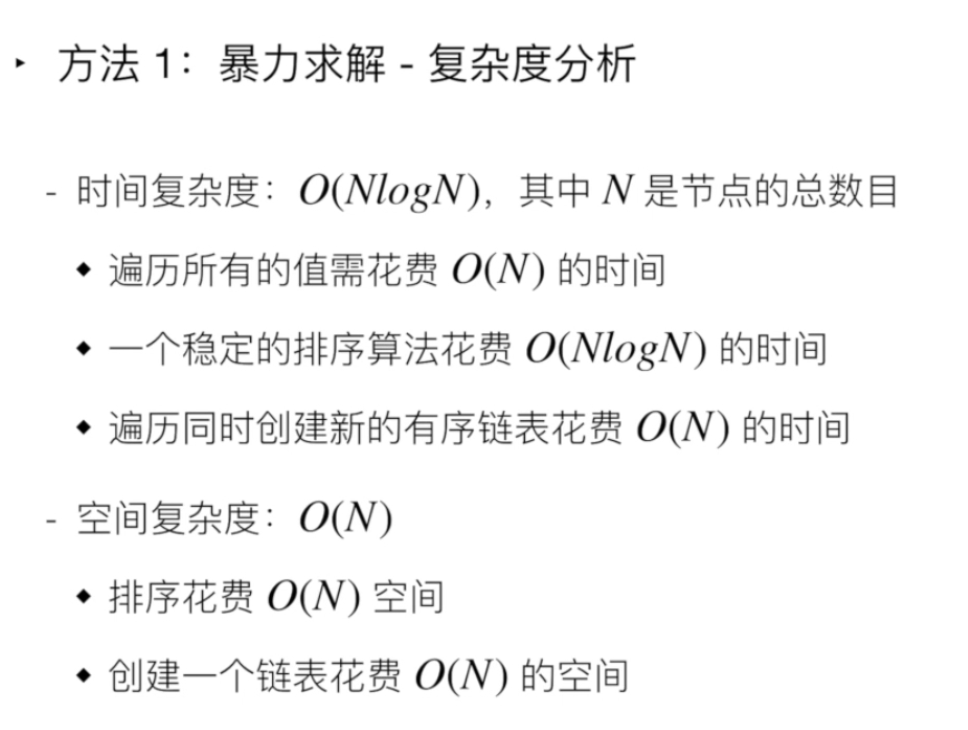 ‣ 方法 1：暴力求解 - 复杂度分析
- 时间复杂度：O(NlogN)，其中 N 是节点的总数目
◆ 遍历所有的值需花费 O(N) 的时间
◆ 一个稳定的排序算法花费 O(NlogN) 的时间
◆ 遍历同时创建新的有序链表花费 O(N) 的时间
- 空间复杂度：O(N)
◆ 排序花费 O(N) 空间
◆ 创建一个链表花费 O(N) 的空间